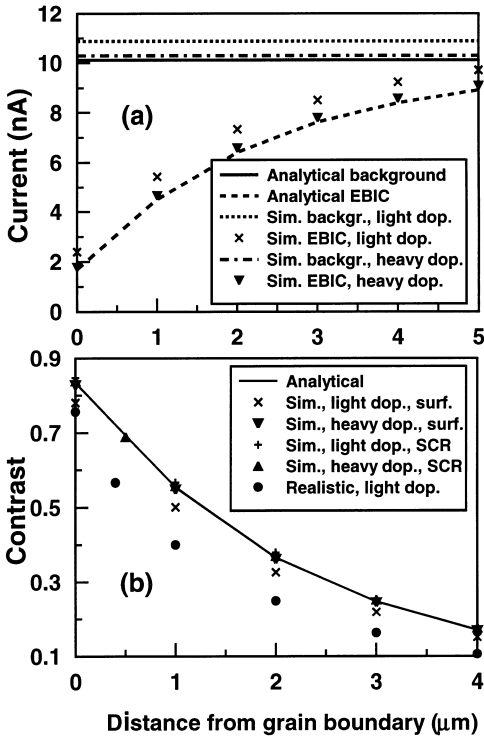 12
10
8
6
4
2
0
Current (nA)
(a)
Analytical background
Analytical EBIC
Sim. backgr., light dop.
Sim. EBIC, light dop.
Sim. backgr., heavy dop.
Sim. EBIC, heavy dop.
0 1 2 3 4 5
0.9
0.7
0.5
0.3
0.1
Contrast
(b)
Analytical
Sim., light dop., surf.
Sim., heavy dop., surf.
Sim., light dop., SCR
Sim., heavy dop., SCR
Realistic, light dop.
0 1 2 3 4
Distance from grain boundary (μm)